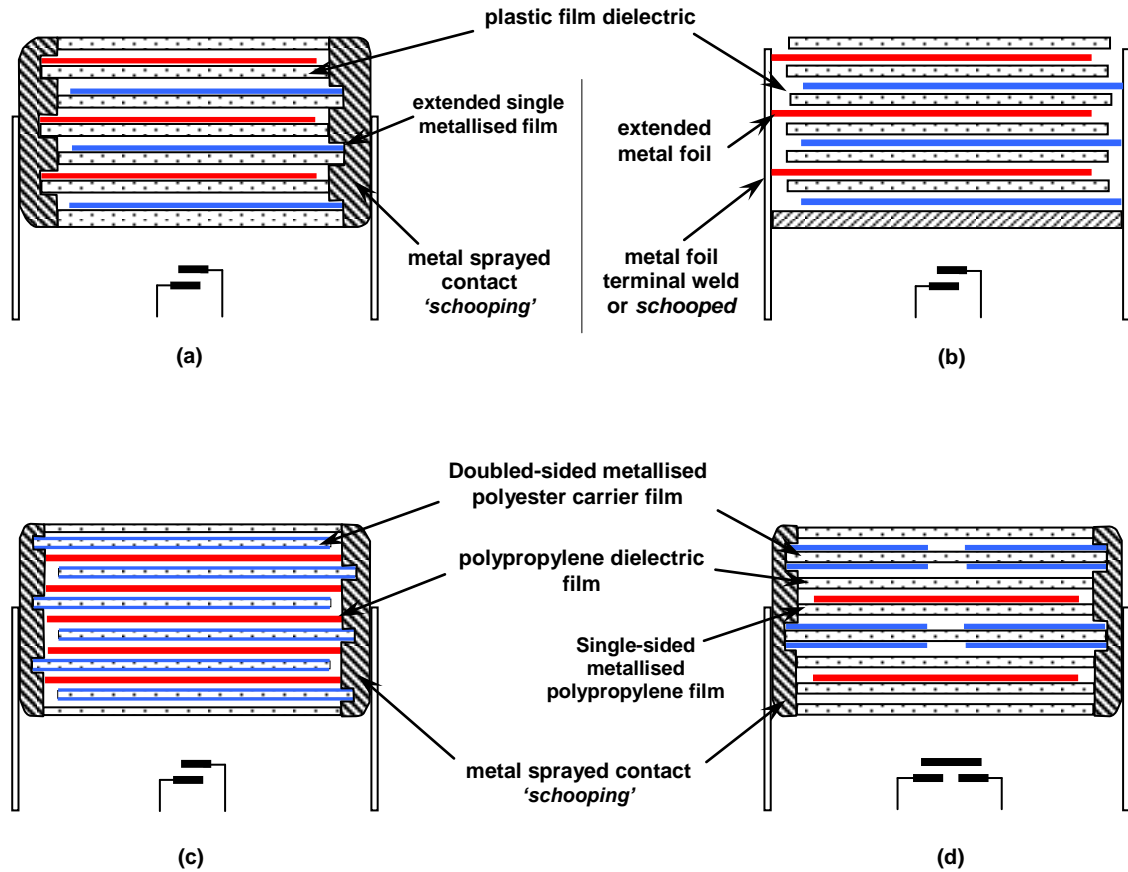 plastic film dielectric
extended single
metallised film
extended
metal foil
metal sprayed
contact
'schooping'
metal foil
terminal weld
or schooped
(a)
(b)
Doubled-sided metallised
polyester carrier film
polypropylene dielectric
film
Single-sided
metallised
polypropylene film
metal sprayed contact
'schooping'
(c)
(d)